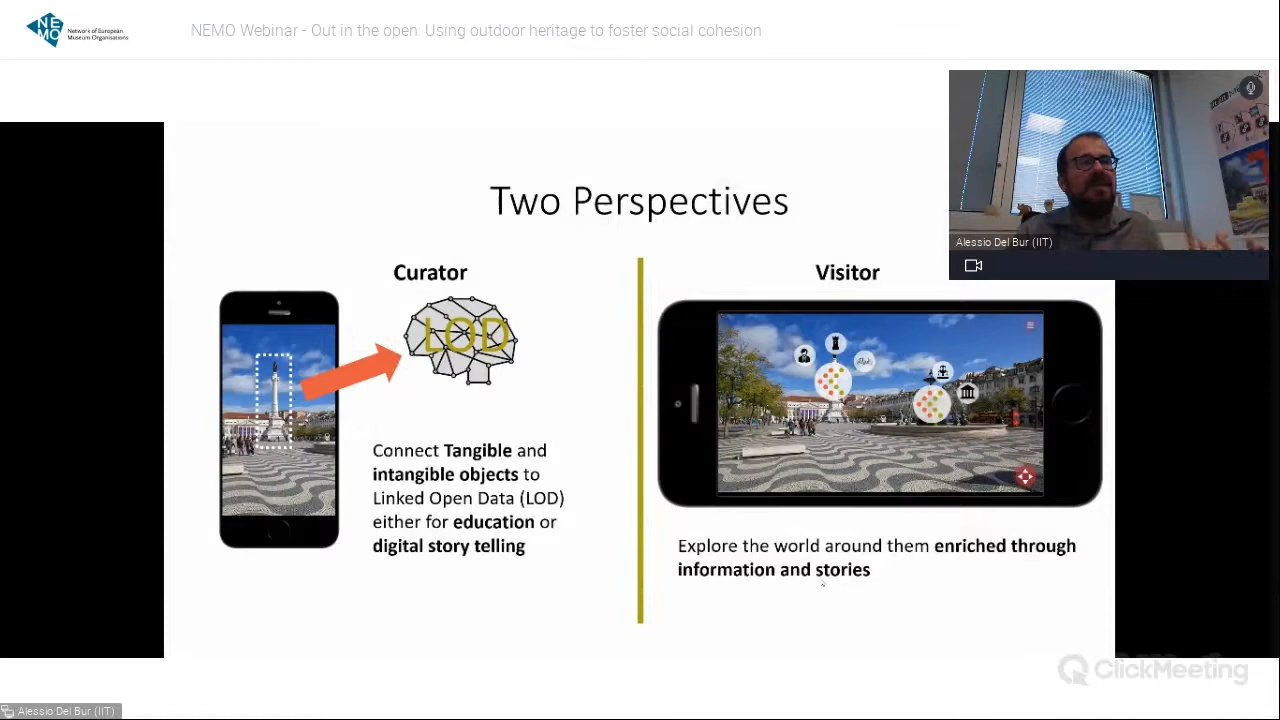 NEMO
Network of European
Museum Organisations
NEMO Webinar - Out in the open: Using outdoor heritage to foster social cohesion
Two Perspectives
Alessio Del Bur (IIT)
Curator
Visitor
LOD
Connect Tangible and
intangible objects to
Linked Open Data (LOD)
either for education or
digital story telling
Explore the world around them enriched through
information and stories
ClickMeeting
Alessio Del Bur (IIT)